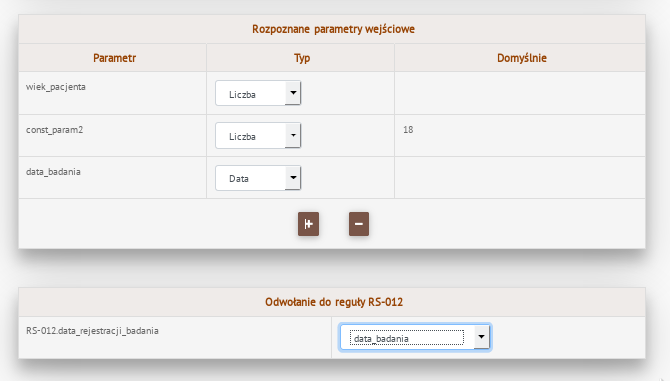 Rozpoznane parametry wejściowe
Parametr Typ Domyślnie
wiek_pacjenta Liczba
const_param2 Liczba 18
data_badania Data
Odwołanie do reguły RS-012
RS-012.data_rejestracji_badania data_badania